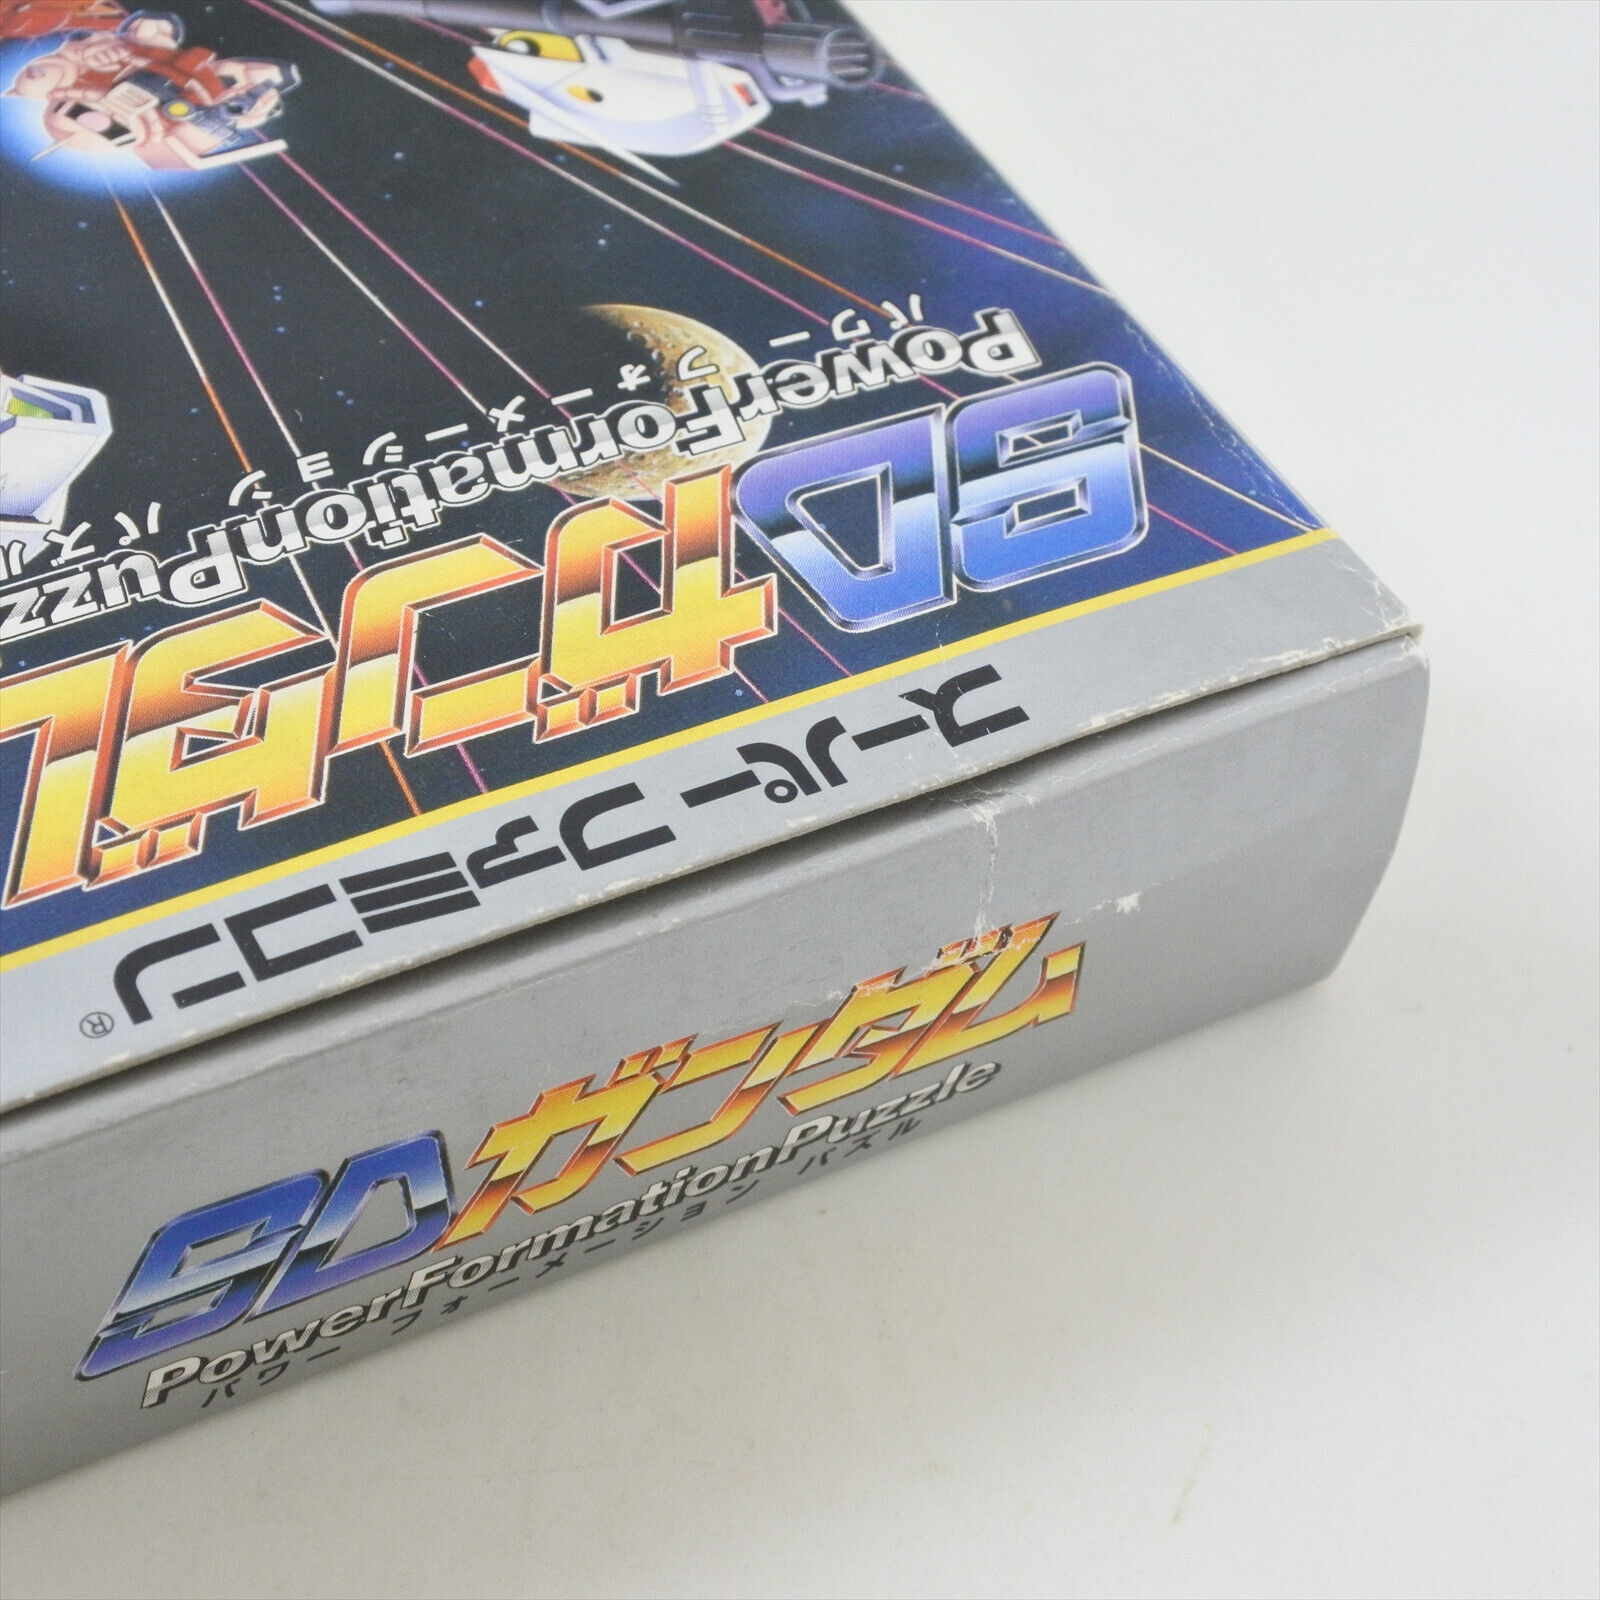 スーパーファミコン®
SDガンダ
PowerFormationPuzz
パワーフォーメーションパズル
SDガンダム
PowerFormationPuzzle
パワーフォーメーションパズル